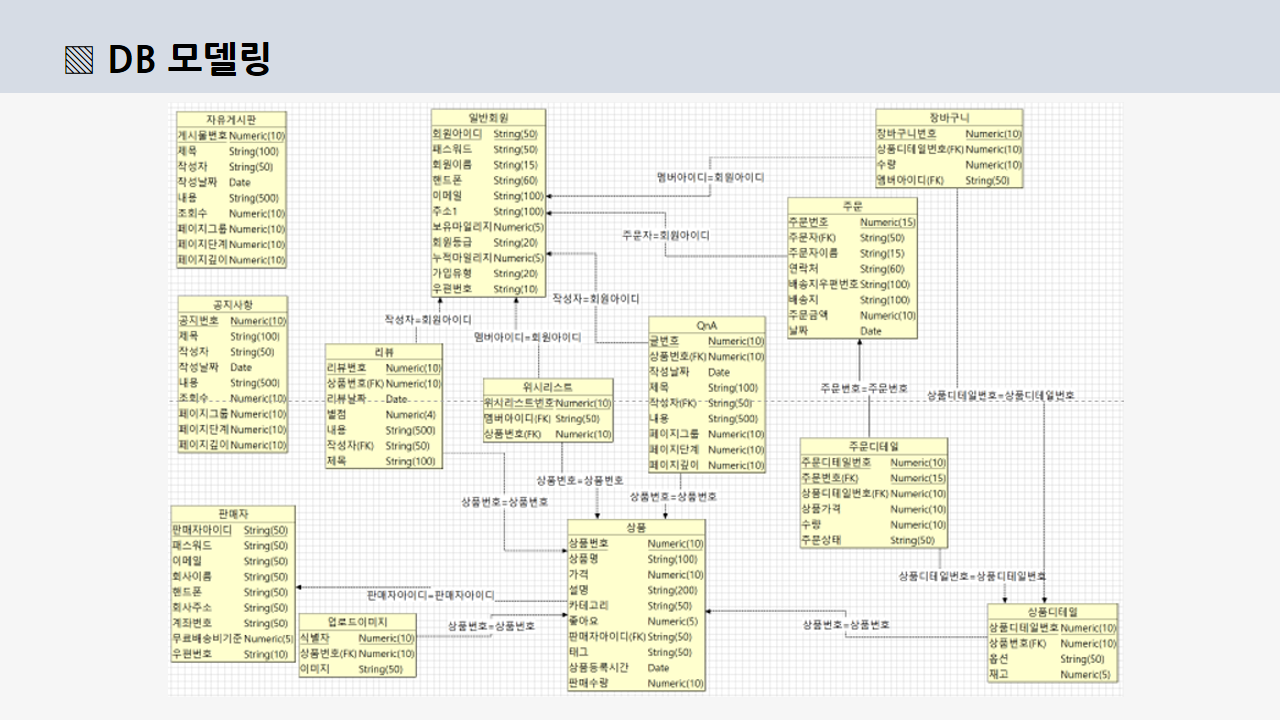 DB 모델링
자유게시판
게시물번호 Numeric(10)
제목 String(100)
작성자 String(50)
작성날짜 Date
내용 String(500)
조회수 Numeric(10)
페이지그룹 Numeric(10)
페이지단계 Numeric(10)
페이지깊이 Numeric(10)
일반회원
회원아이디 String(50)
패스워드 String(50)
회원이름 String(15)
핸드폰 String(60)
이메일 String(100)
주소1 String(100)
보유마일리지 Numeric(5)
회원등급 String(20)
누적마일리지 Numeric(5)
가입유형 String(20)
우편번호 String(10)
장바구니
장바구니번호 Numeric(10)
상품디테일번호(FK) Numeric(10)
수량 Numeric(10)
멤버아이디(FK) String(50)
멤버아이디=회원아이디
주문
주문번호 Numeric(15)
주문자(FK) String(50)
주문자이름 String(15)
연락처 String(60)
배송지우편번호 String(100)
배송지 String(100)
주문금액 Numeric(10)
날짜 Date
주문자=회원아이디
작성자=회원아이디
공지사항
공지번호 Numeric(10)
제목 String(100)
작성자 String(50)
작성날짜 Date
내용 String(500)
조회수 Numeric(10)
페이지그룹 Numeric(10)
페이지단계 Numeric(10)
페이지깊이 Numeric(10)
작성자=회원아이디
멤버아이디=회원아이디
리뷰
리뷰번호 Numeric(10)
상품번호(FK) Numeric(10)
리뷰날짜 Date
별점 Numeric(4)
내용 String(500)
작성자(FK) String(50)
제목 String(100)
위시리스트
위시리스트번호 Numeric(10)
멤버아이디(FK) String(50)
상품번호(FK) Numeric(10)
QnA
글번호 Numeric(10)
상품번호(FK) Numeric(10)
작성날짜 Date
제목 String(100)
작성자(FK) String(50)
내용 String(500)
페이지그룹 Numeric(10)
페이지단계 Numeric(10)
페이지깊이 Numeric(10)
주문번호=주문번호
상품디테일번호=상품디테일번호
주문디테일
주문디테일번호 Numeric(10)
주문번호(FK) Numeric(15)
상품디테일번호(FK) Numeric(10)
상품가격 Numeric(10)
수량 Numeric(10)
주문상태 String(50)
상품번호=상품번호
상품번호=상품번호
상품번호=상품번호
판매자
판매자아이디 String(50)
패스워드 String(50)
이메일 String(50)
회사이름 String(50)
핸드폰 String(50)
회사주소 String(50)
계좌번호 String(50)
무료배송비기준 Numeric(5)
우편번호 String(10)
판매자아이디=판매자아이디
업로드이미지
식별자 Numeric(10)
상품번호(FK) Numeric(10)
이미지 String(50)
상품번호=상품번호
상품
상품번호 Numeric(10)
상품명 String(100)
가격 Numeric(10)
설명 String(200)
카테고리 String(50)
좋아요 Numeric(5)
판매자아이디(FK) String(50)
태그 String(50)
상품등록시간 Date
판매수량 Numeric(10)
상품번호=상품번호
상품디테일번호=상품디테일번호
상품디테일
상품디테일번호 Numeric(10)
상품번호(FK) Numeric(10)
옵션 String(50)
재고 Numeric(5)